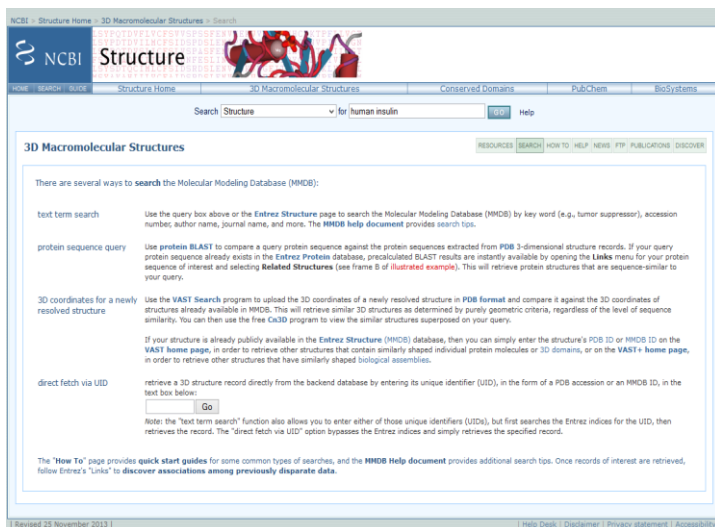 NCBI > Structure Home > 3D Macromolecular Structures > Search
NCBI Structure
HOME SEARCH GUIDE Structure Home 3D Macromolecular Structures Conserved Domains PubChem BioSystems
Search Structure for human insulin GO Help
3D Macromolecular Structures RESOURCES SEARCH HOW TO HELP NEWS FTP PUBLICATIONS DISCOVER
There are several ways to search the Molecular Modeling Database (MMDB):
text term search Use the query box above or the Entrez Structure page to search the Molecular Modeling Database (MMDB) by key word (e.g., tumor suppressor), accession
number, author name, journal name, and more. The MMDB help document provides search tips.
protein sequence query Use protein BLAST to compare a query protein sequence against the protein sequences extracted from PDB 3-dimensional structure records. If your query
protein sequence already exists in the Entrez Protein database, precalculated BLAST results are instantly available by opening the Links menu for your protein
sequence of interest and selecting Related Structures (see frame B of illustrated example). This will retrieve protein structures that are sequence-similar to
your query.
3D coordinates for a newly Use the VAST Search program to upload the 3D coordinates of a newly resolved structure in PDB format and compare it against the 3D coordinates of
resolved structure structures already available in MMDB. This will retrieve similar 3D structures as determined by purely geometric criteria, regardless of the level of sequence
similarity. You can then use the free Cn3D program to view the similar structures superposed on your query.
If your structure is already publicly available in the Entrez Structure (MMDB) database, then you can simply enter the structure's PDB ID or MMDB ID on the
VAST home page, in order to retrieve other structures that contain similarly shaped individual protein molecules or 3D domains, or on the VAST+ home page,
in order to retrieve other structures that have similarly shaped biological assemblies.
direct fetch via UID retrieve a 3D structure record directly from the backend database by entering its unique identifier (UID), in the form of a PDB accession or an MMDB ID, in the
text box below:
Go
Note: the "text term search" function also allows you to enter either of those unique identifiers (UIDs), but first searches the Entrez indices for the UID, then
retrieves the record. The "direct fetch via UID" option bypasses the Entrez indices and simply retrieves the specified record.
The "How To" page provides quick start guides for some common types of searches, and the MMDB Help document provides additional search tips. Once records of interest are retrieved,
follow Entrez's "Links" to discover associations among previously disparate data.
| Revised 25 November 2013 | | Help Desk | Disclaimer | Privacy statement | Accessibility